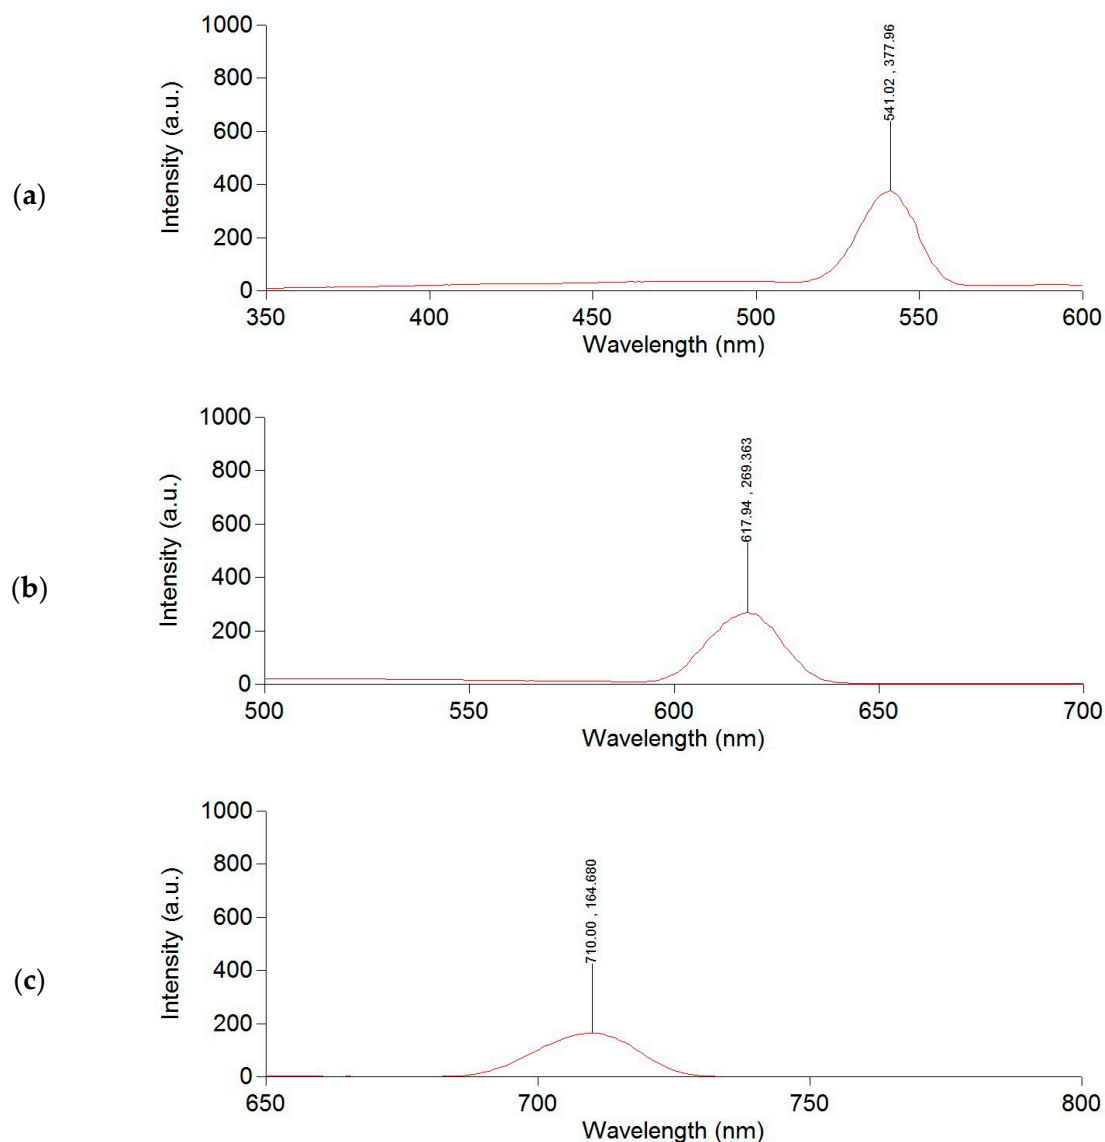 (a)
1000
800
600
400
200
0
Intensity (a.u.)
541.02 , 377.96
350 400 450 500 550 600
Wavelength (nm)
(b)
1000
800
600
400
200
0
Intensity (a.u.)
617.94 , 269.363
500 550 600 650 700
Wavelength (nm)
(c)
1000
800
600
400
200
0
Intensity (a.u.)
710.00 , 164.680
650 700 750 800
Wavelength (nm)